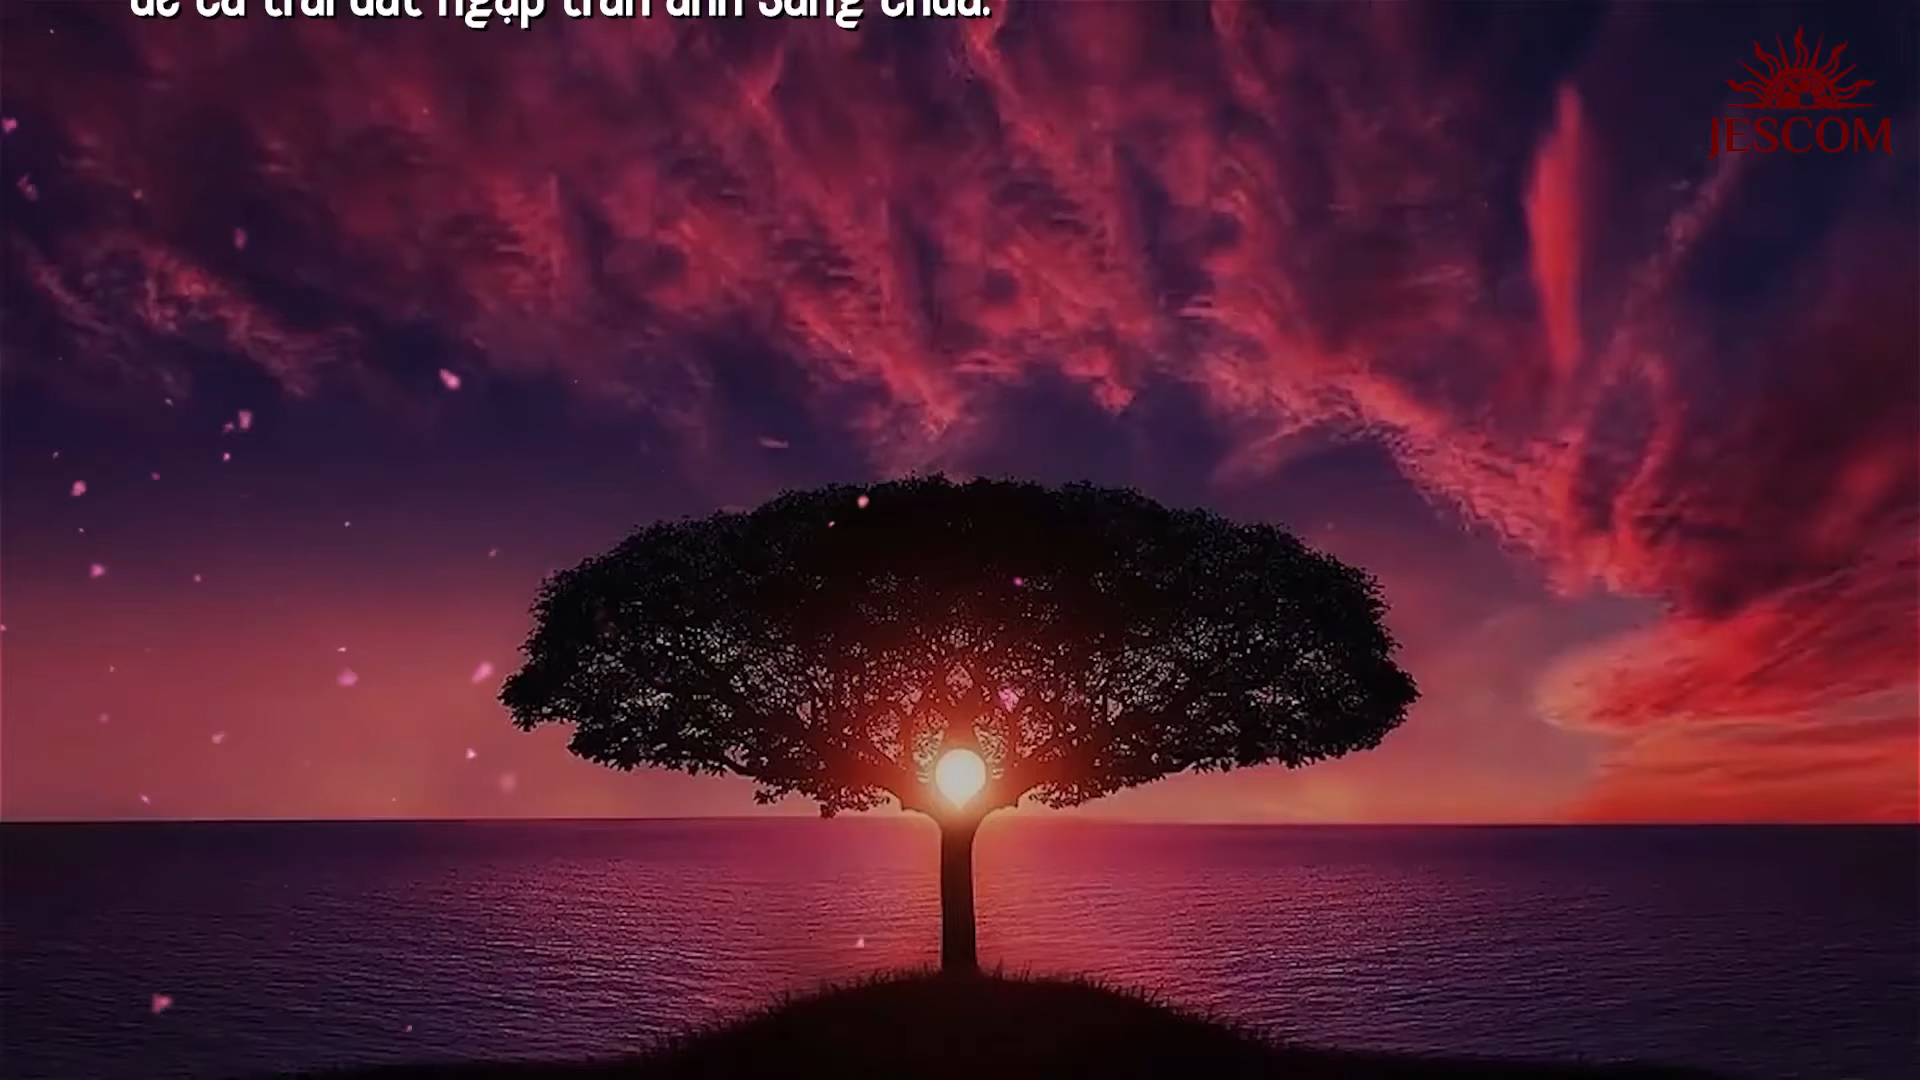 để cả trái đất ngập tràn ánh Sáng Chúa.
JESCOM